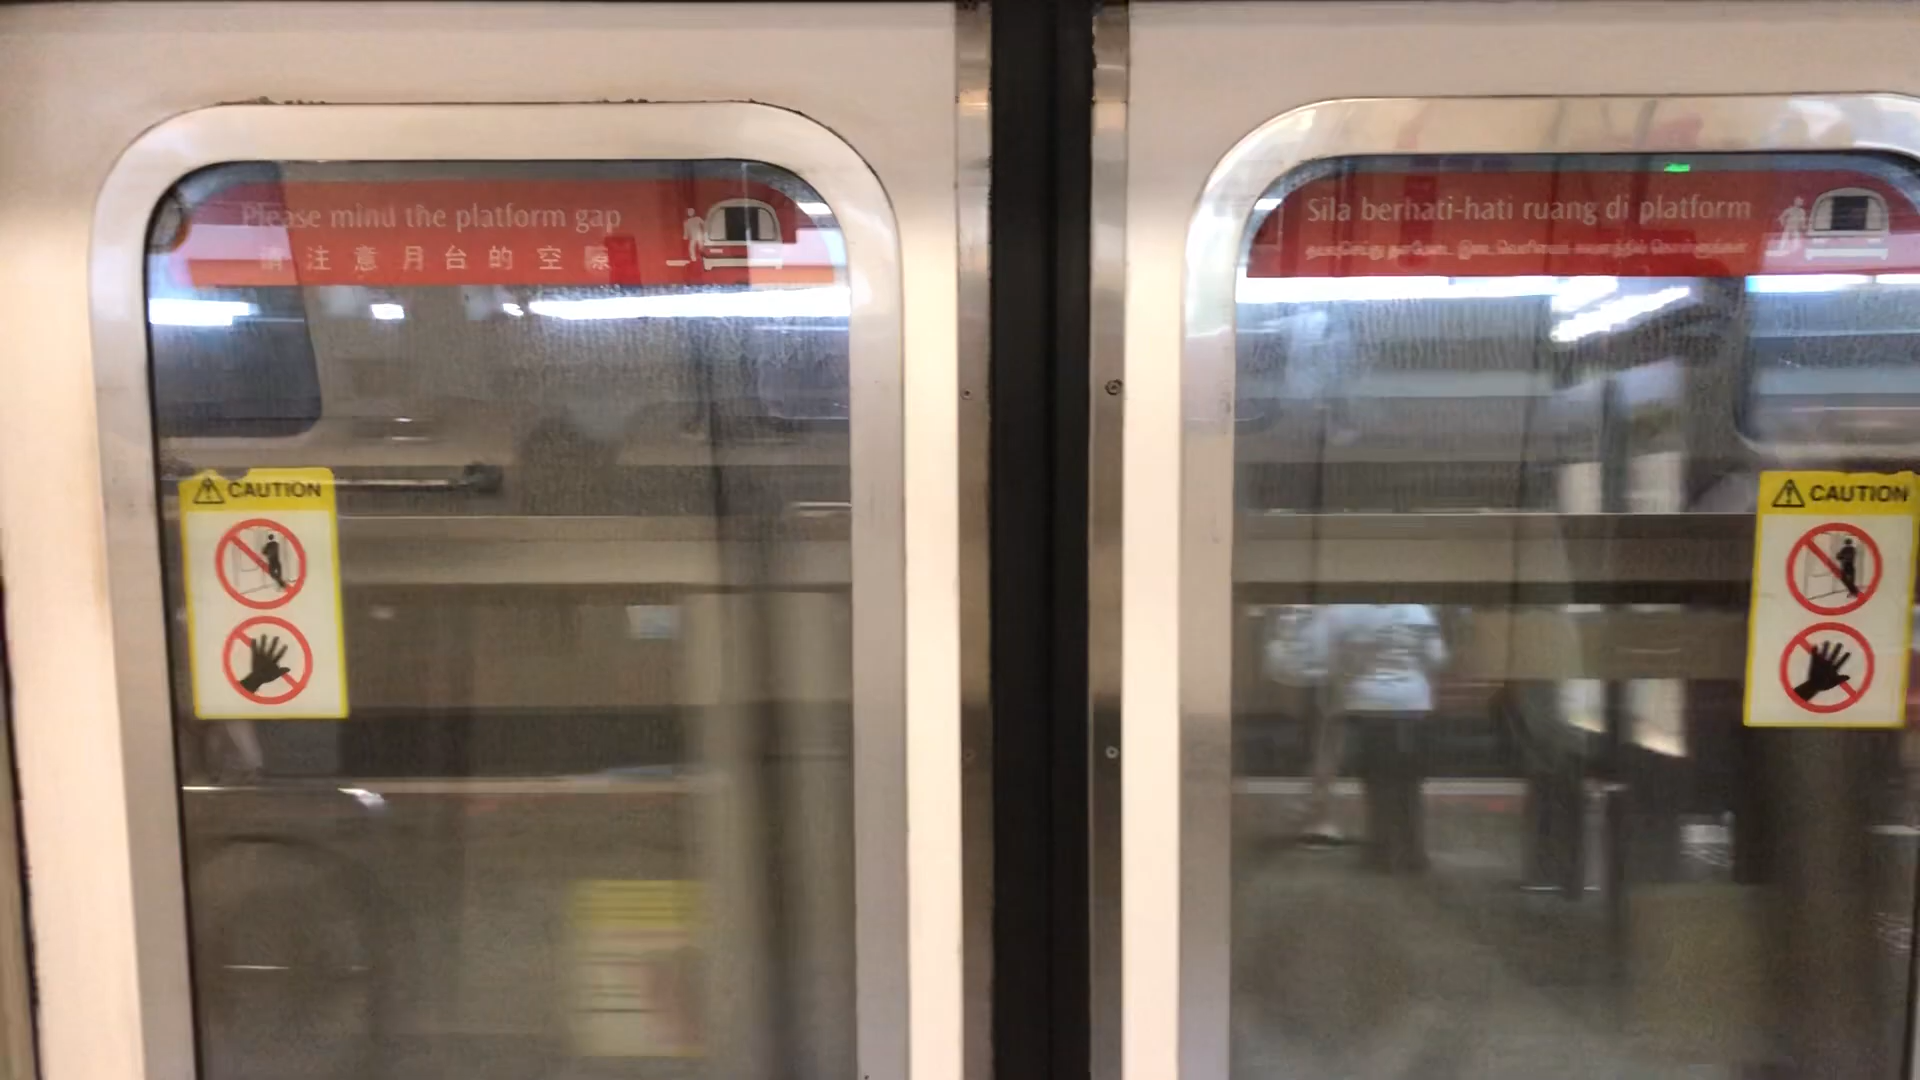 Please mind the platform gap
请注意月台的空隙
Sila berhati-hati ruang di platform
CAUTION
CAUTION